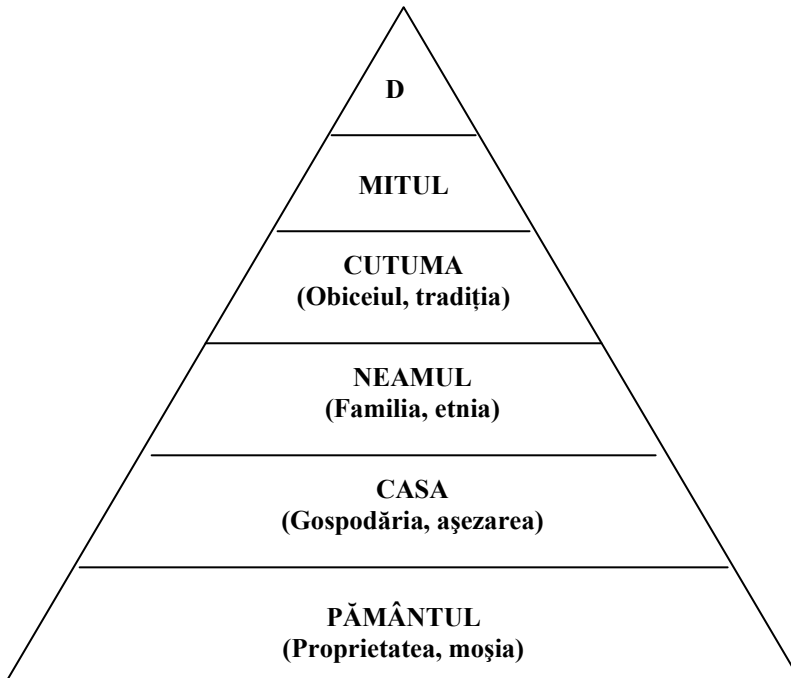 D
MITUL
CUTUMA
(Obiceiul, tradiția)
NEAMUL
(Familia, etnia)
CASA
(Gospodăria, aşezarea)
PĂMÂNTUL
(Proprietatea, moşia)